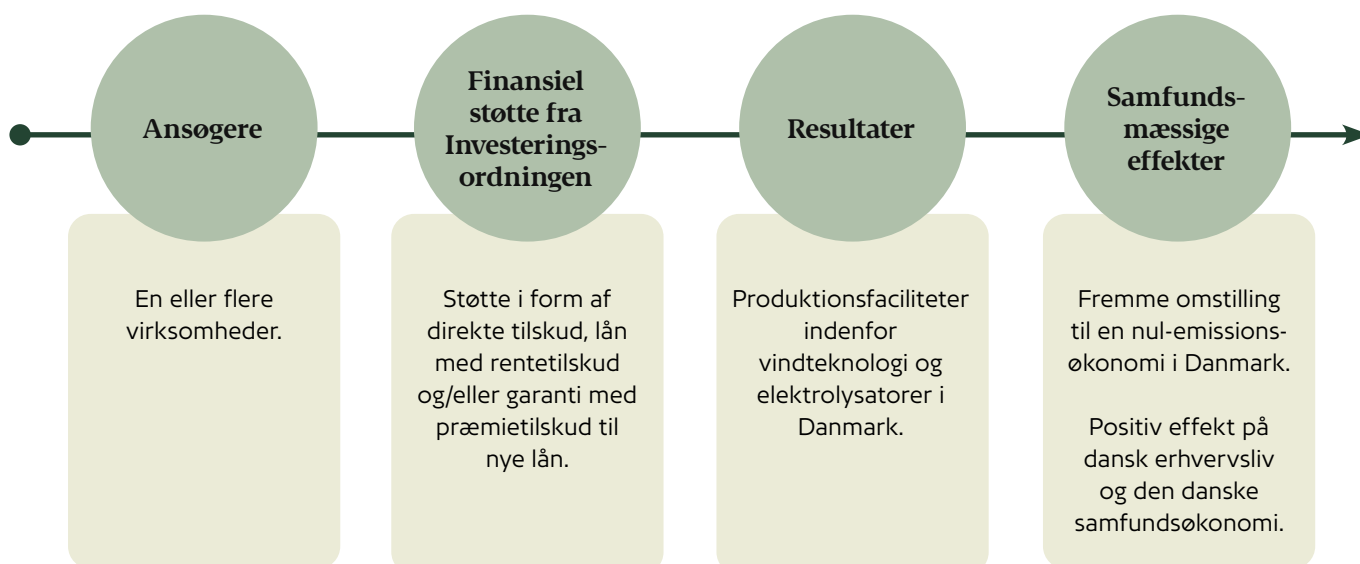 Ansøgere
En eller flere
virksomheder.
Finansiel
støtte fra
Investerings-
ordningen
Støtte i form af
direkte tilskud, lån
med rentetilskud
og/eller garanti med
præmietilskud til
nye lån.
Resultater
Produktionsfaciliteter
indenfor
vindteknologi og
elektrolysatorer i
Danmark.
Samfunds-
mæssige
effekter
Fremme omstilling
til en nul-emissions-
økonomi i Danmark.
Positiv effekt på
dansk erhvervsliv
og den danske
samfundsøkonomi.